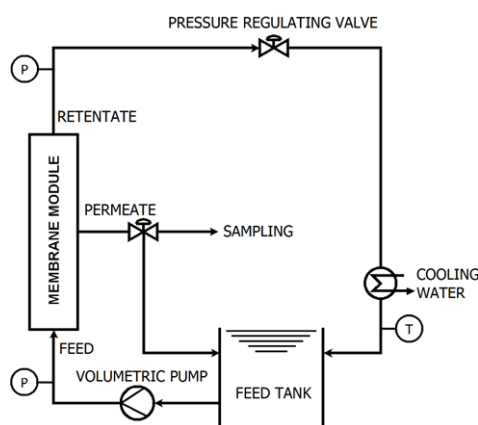 PRESSURE REGULATING VALVE
P
RETENTATE
MEMBRANE MODULE
PERMEATE
SAMPLING
COOLING
WATER
T
FEED
P
VOLUMETRIC PUMP
FEED TANK